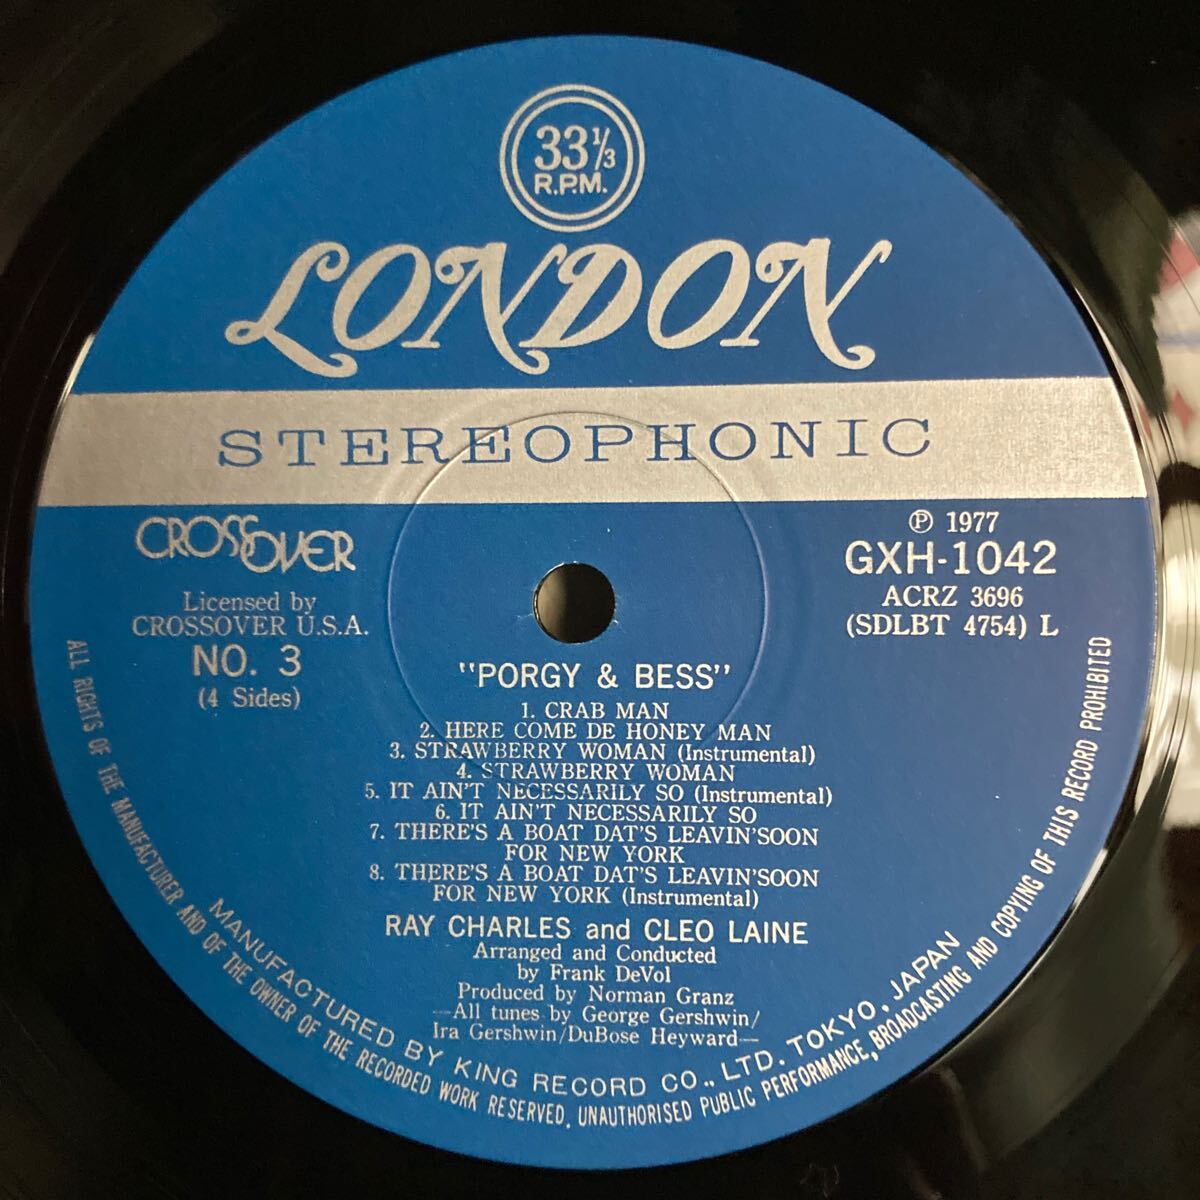 33⅓
R.P.M.
LONDON
STEREOPHONIC
CROSSOVER
Licensed by
CROSSOVER U.S.A.
NO. 3
(4 Sides)
℗ 1977
GXH-1042
ACRZ 3696
(SDLBT 4754) L
"PORGY & BESS"
1. CRAB MAN
2. HERE COME DE HONEY MAN
3. STRAWBERRY WOMAN (Instrumental)
4. STRAWBERRY WOMAN
5. IT AIN'T NECESSARILY SO (Instrumental)
6. IT AIN'T NECESSARILY SO
7. THERE'S A BOAT DAT'S LEAVIN'SOON
FOR NEW YORK
8. THERE'S A BOAT DAT'S LEAVIN'SOON
FOR NEW YORK (Instrumental)
RAY CHARLES and CLEO LAINE
Arranged and Conducted
by Frank DeVol
Produced by Norman Granz
—All tunes by George Gershwin/
Ira Gershwin/DuBose Heyward—
MANUFACTURED BY KING RECORD CO., LTD. TOKYO, JAPAN
ALL RIGHTS OF THE MANUFACTURER AND OF THE OWNER OF THE RECORDED WORK RESERVED, UNAUTHORISED PUBLIC PERFORMANCE, BROADCASTING AND COPYING OF THIS RECORD PROHIBITED